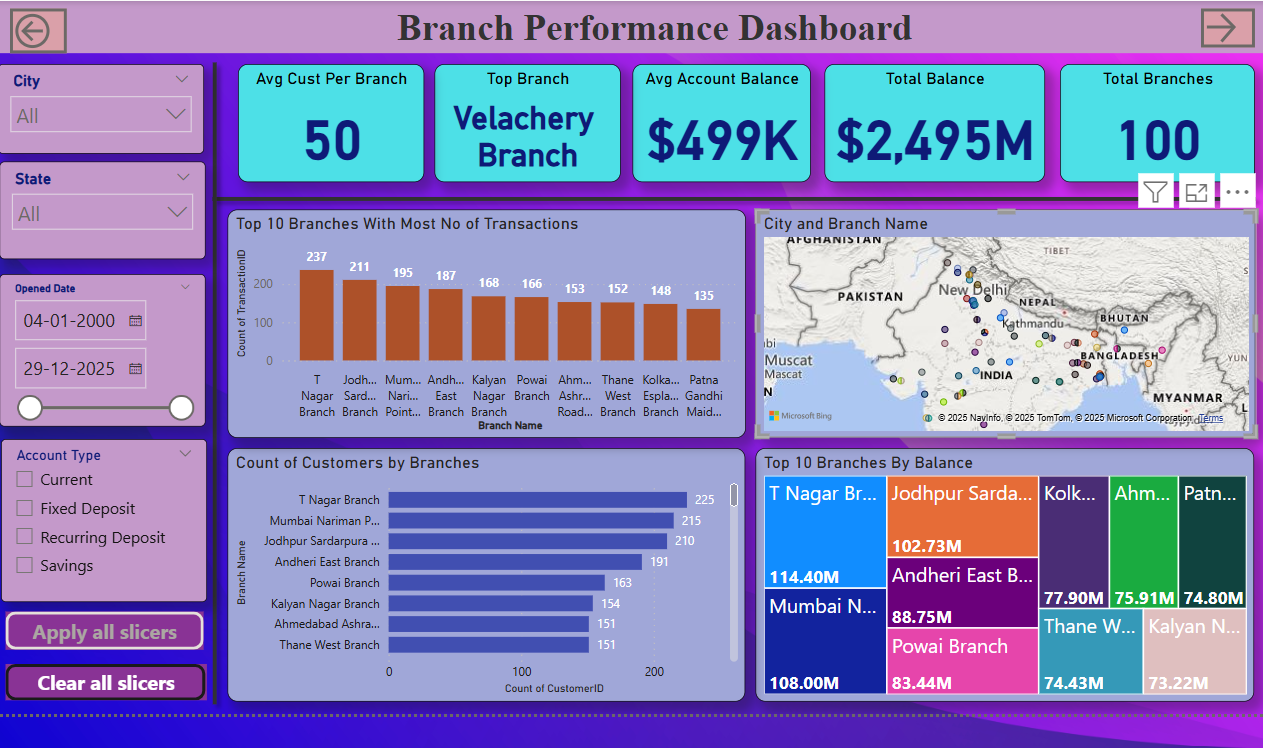 Branch Performance Dashboard
City
All
State
All
Opened Date
04-01-2000
29-12-2025
Account Type
Current
Fixed Deposit
Recurring Deposit
Savings
Apply all slicers
Clear all slicers
Avg Cust Per Branch
50
Top Branch
Velachery
Branch
Avg Account Balance
$499K
Total Balance
$2,495M
Total Branches
100
Top 10 Branches With Most No of Transactions
Count of TransactionID
200
100
0
237
211
195
187
168
166
153
152
148
135
T
Nagar
Branch
Jodh...
Sard...
Branch
Mum...
Nari...
Point...
Andh...
East
Branch
Kalyan
Nagar
Branch
Powai
Branch
Ahm...
Ashr...
Road...
Thane
West
Branch
Kolka...
Espla...
Branch
Patna
Gandhi
Maid...
Branch Name
City and Branch Name
AFGHANISTAN
TIBET
New Delhi
PAKISTAN
NEPAL
Kathmandu
BHUTAN
BANGLADESH
YUN
Muscat
Mascat
INDIA
MYANMAR
Microsoft Bing
© 2025 NavInfo, © 2025 TomTom, © 2025 Microsoft Corporation, Terms
Count of Customers by Branches
Branch Name
T Nagar Branch 225
Mumbai Nariman P... 215
Jodhpur Sardarpura ... 210
Andheri East Branch 191
Powai Branch 163
Kalyan Nagar Branch 154
Ahmedabad Ashra... 151
Thane West Branch 151
0 100 200
Count of CustomerID
Top 10 Branches By Balance
T Nagar Br...
114.40M
Mumbai N...
108.00M
Jodhpur Sarda...
102.73M
Andheri East B...
88.75M
Powai Branch
83.44M
Kolk...
77.90M
Ahm...
75.91M
Patn...
74.80M
Thane W...
74.43M
Kalyan N...
73.22M